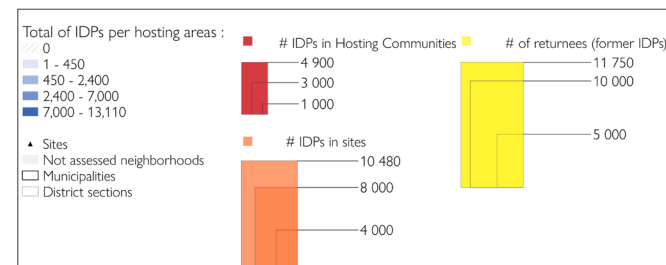 Total of IDPs per hosting areas :
0
1 - 450
450 - 2,400
2,400 - 7,000
7,000 - 13,110
Sites
Not assessed neighborhoods
Municipalities
District sections
# IDPs in Hosting Communities
4 900
3 000
1 000
# IDPs in sites
10 480
8 000
4 000
# of returnees (former IDPs)
11 750
10 000
5 000